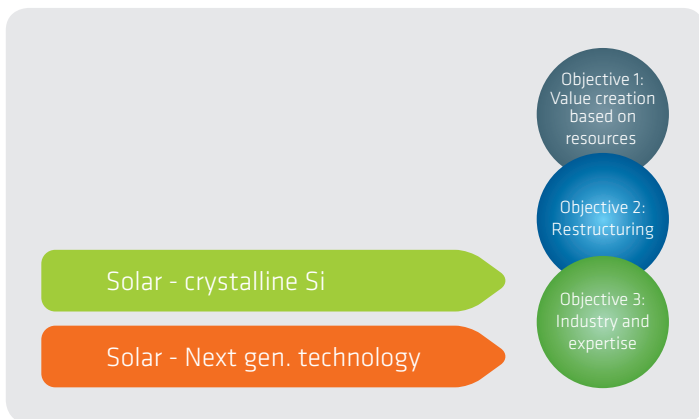 Objective 1:
Value creation
based on
resources
Objective 2:
Restructuring
Solar - crystalline Si
Objective 3:
Industry and
expertise
Solar - Next gen. technology